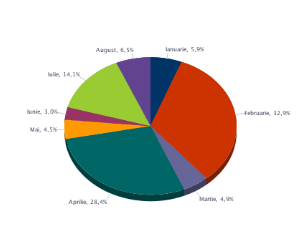 August, 6,5%
Ianuarie, 5,9%
Iulie, 14,1%
Iunie, 3,0%
Februarie, 32,9%
Mai, 4,5%
Aprilie, 28,4%
Martie, 4,9%